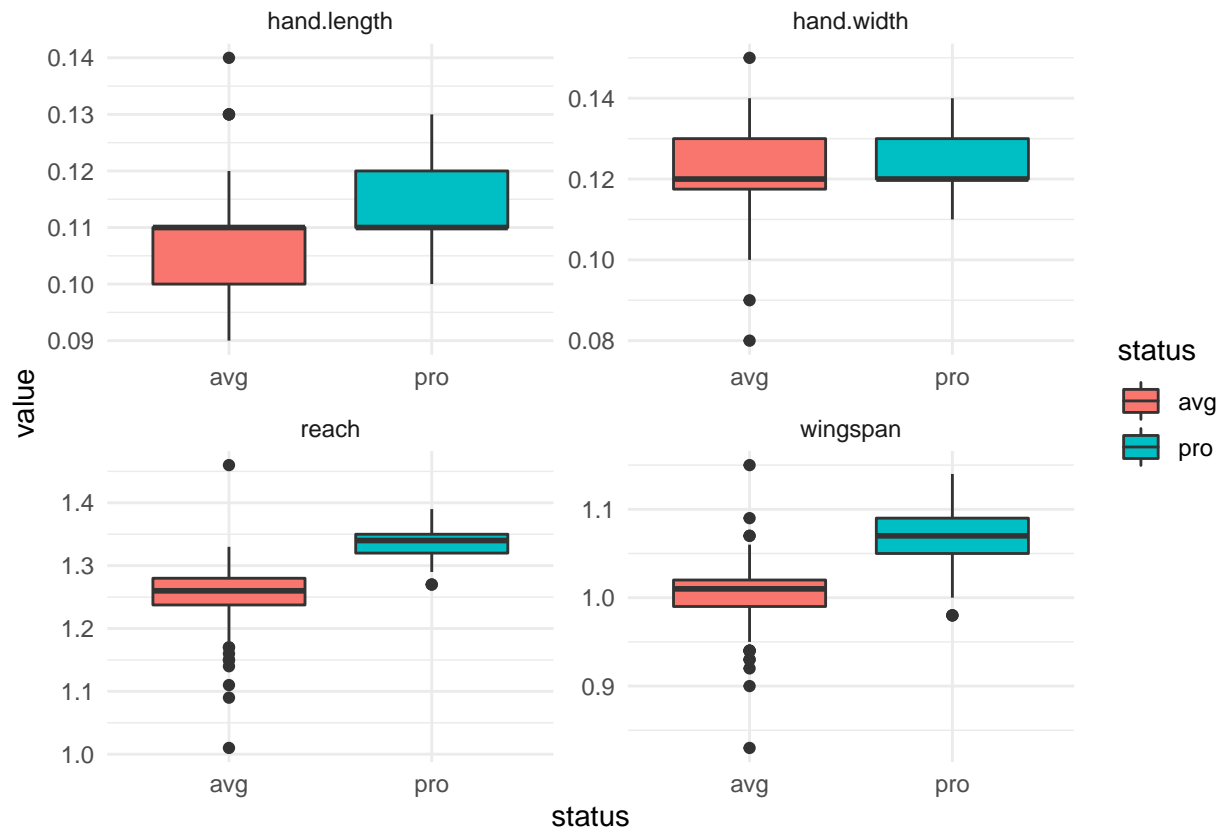 hand.length
hand.width
0.14
0.13
0.12
0.11
0.10
0.09
0.14
0.12
0.10
0.08
avg
pro
avg
pro
value
reach
wingspan
1.4
1.3
1.2
1.1
1.0
1.1
1.0
0.9
avg
pro
avg
pro
status
status
avg
pro